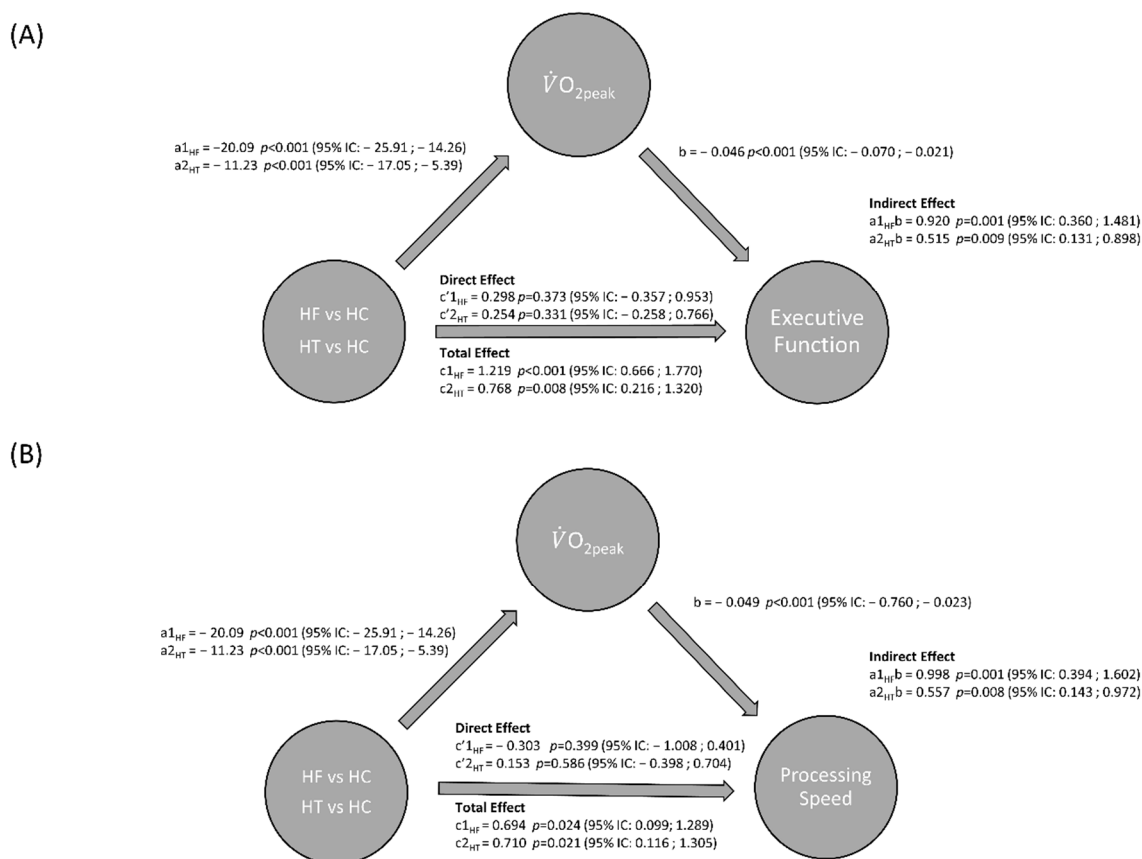 (A)
V̇O2peak
a1HF = −20.09 p<0.001 (95% IC: − 25.91 ; − 14.26)
a2HT = − 11.23 p<0.001 (95% IC: − 17.05 ; − 5.39)
b = − 0.046 p<0.001 (95% IC: − 0.070 ; − 0.021)
Indirect Effect
a1HFb = 0.920 p=0.001 (95% IC: 0.360 ; 1.481)
a2HTb = 0.515 p=0.009 (95% IC: 0.131 ; 0.898)
HF vs HC
HT vs HC
Direct Effect
c'1HF = 0.298 p=0.373 (95% IC: − 0.357 ; 0.953)
c'2HT = 0.254 p=0.331 (95% IC: − 0.258 ; 0.766)
Total Effect
c1HF = 1.219 p<0.001 (95% IC: 0.666 ; 1.770)
c2HT = 0.768 p=0.008 (95% IC: 0.216 ; 1.320)
Executive
Function
(B)
V̇O2peak
a1HF = − 20.09 p<0.001 (95% IC: − 25.91 ; − 14.26)
a2HT = − 11.23 p<0.001 (95% IC: − 17.05 ; − 5.39)
b = − 0.049 p<0.001 (95% IC: − 0.760 ; − 0.023)
Indirect Effect
a1HFb = 0.998 p=0.001 (95% IC: 0.394 ; 1.602)
a2HTb = 0.557 p=0.008 (95% IC: 0.143 ; 0.972)
HF vs HC
HT vs HC
Direct Effect
c'1HF = − 0.303 p=0.399 (95% IC: − 1.008 ; 0.401)
c'2HT = 0.153 p=0.586 (95% IC: − 0.398 ; 0.704)
Total Effect
c1HF = 0.694 p=0.024 (95% IC: 0.099; 1.289)
c2HT = 0.710 p=0.021 (95% IC: 0.116 ; 1.305)
Processing
Speed